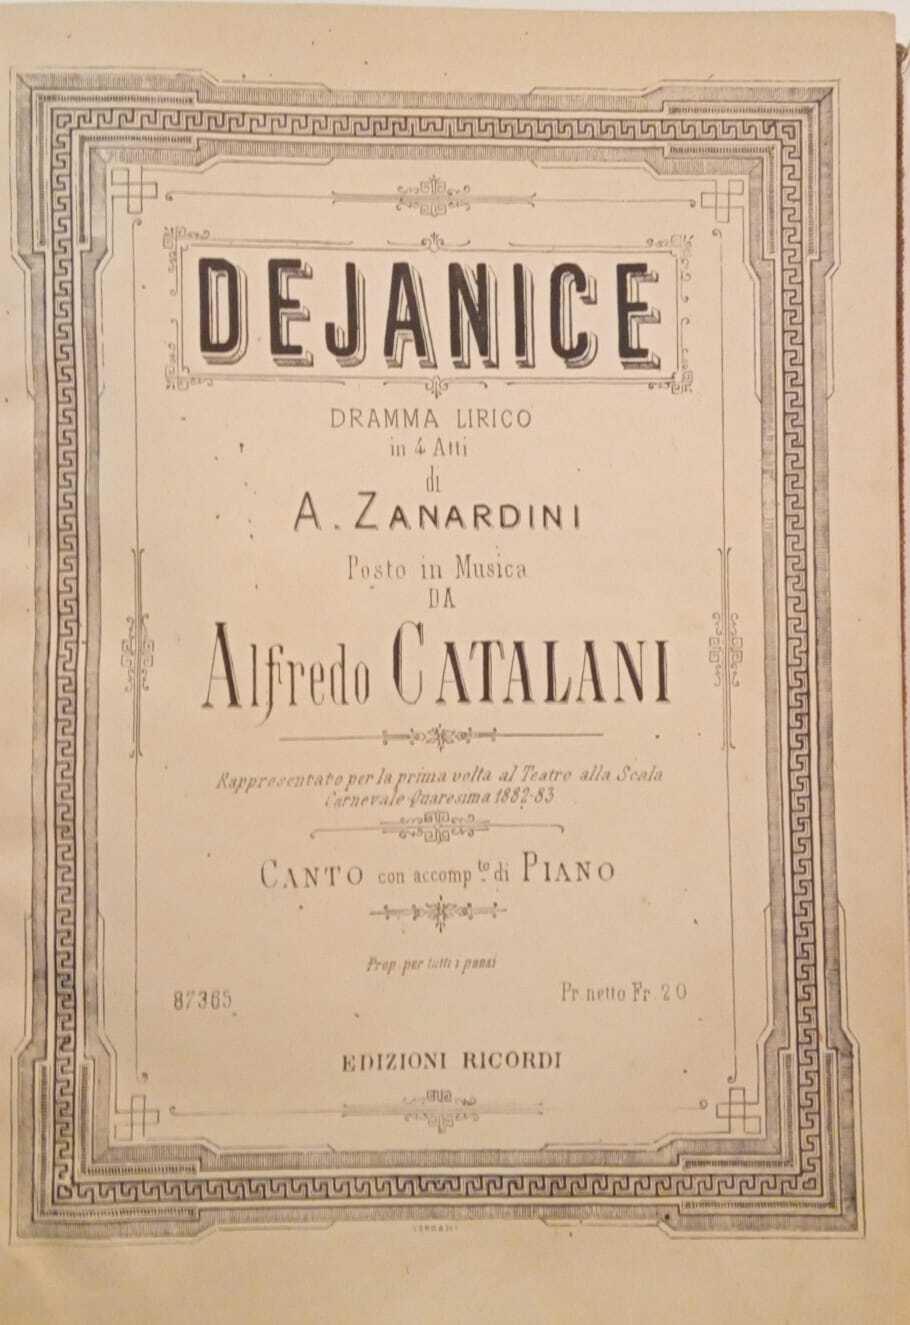 DEJANICE
DRAMMA LIRICO
in 4 Atti
di
A. ZANARDINI
Posto in Musica
DA
Alfredo CATALANI
Rappresentato per la prima volta al Teatro alla Scala
Carnevale-Quaresima 1882-83
CANTO con accomp.to di PIANO
Prop. per tutti i paesi
87365
Pr. netto Fr. 20
EDIZIONI RICORDI